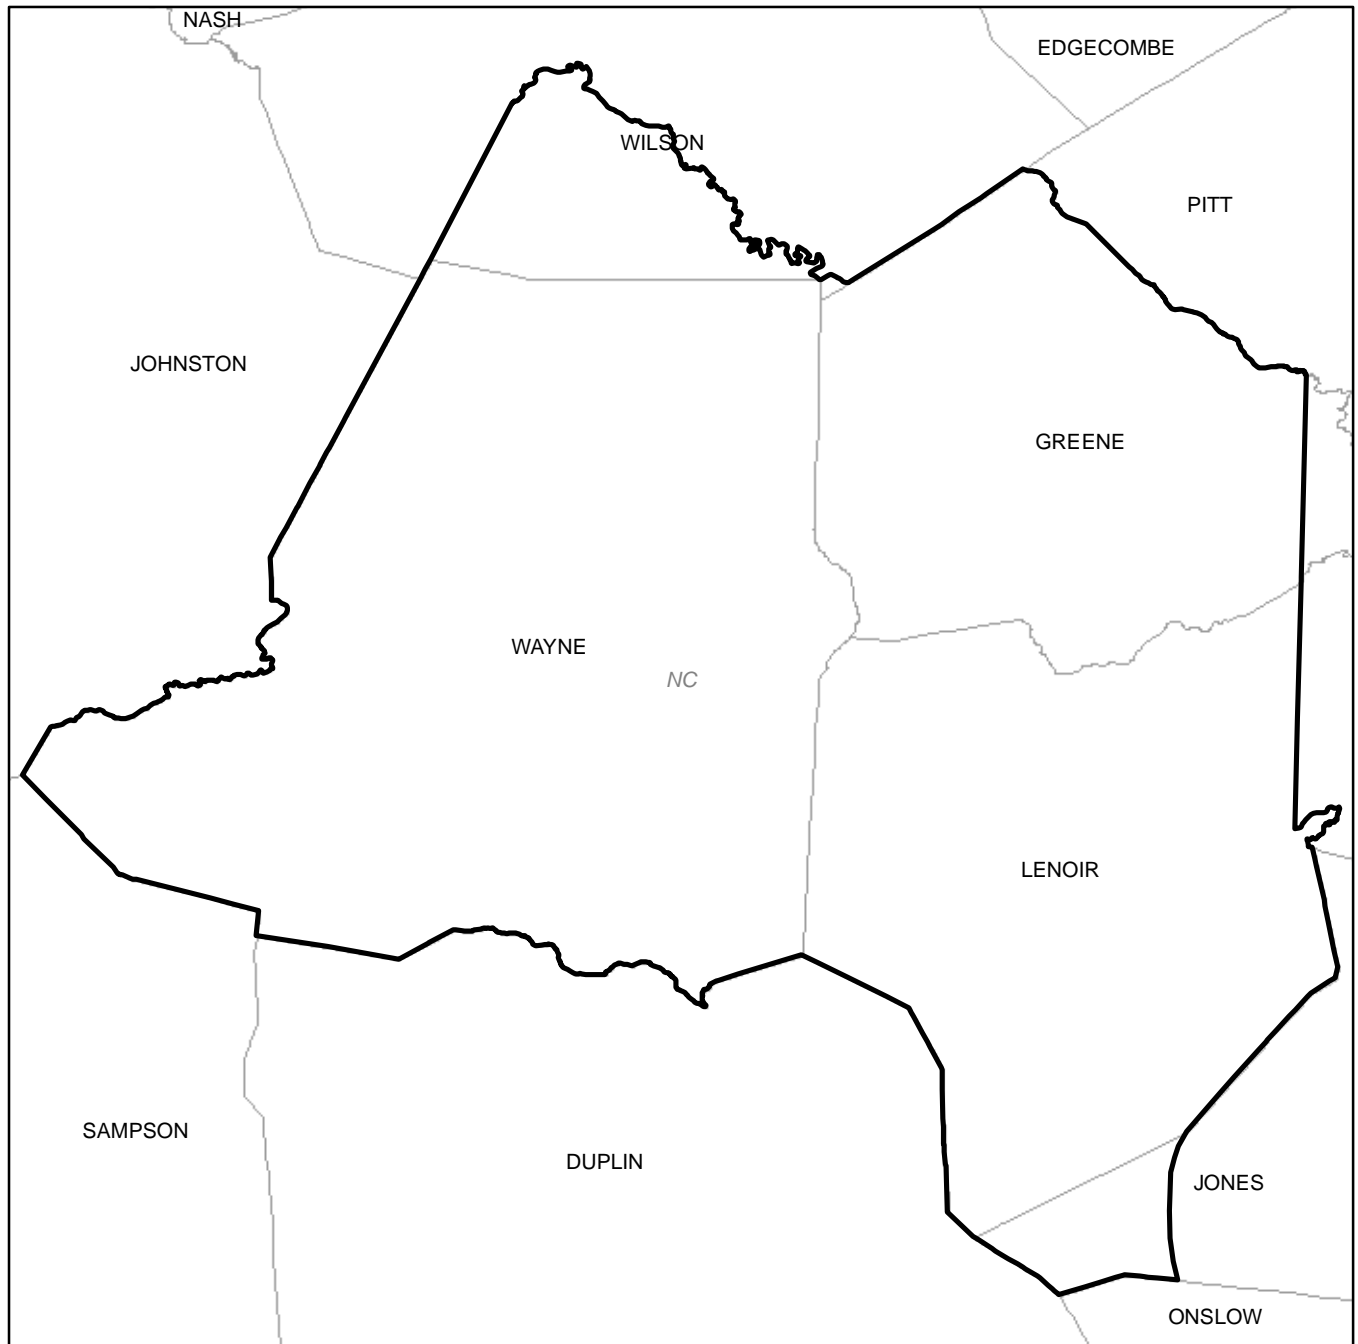 NASH
EDGECOMBE
WILSON
PITT
JOHNSTON
GREENE
WAYNE
NC
LENOIR
SAMPSON
DUPLIN
JONES
ONSLOW